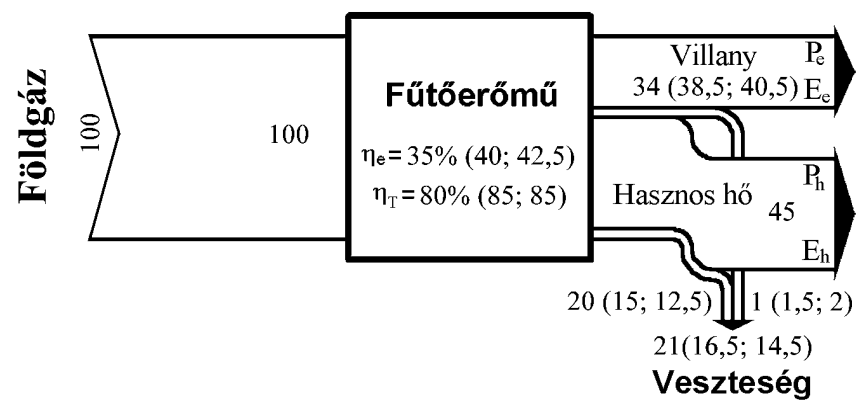 Földgáz
100
100
Fűtőerőmű
ηe = 35% (40; 42,5)
ηT = 80% (85; 85)
Villany Pe
34 (38,5; 40,5) Ee
Ph
Hasznos hő 45
Eh
20 (15; 12,5) 1 (1,5; 2)
21(16,5; 14,5)
Veszteség